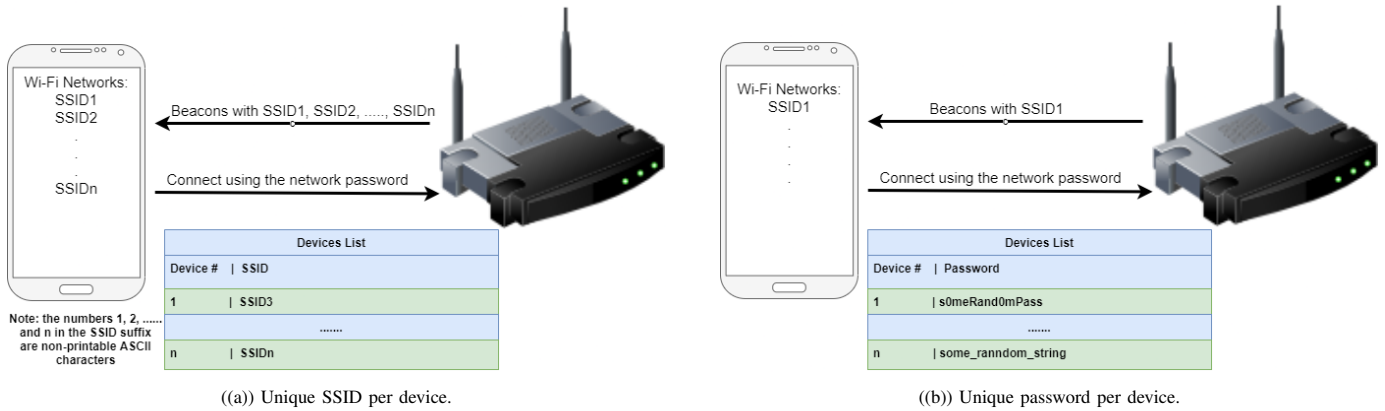 Wi-Fi Networks:
SSID1
SSID2
.
.
.
SSIDn
Beacons with SSID1, SSID2, ....., SSIDn
Connect using the network password
Devices List
Device # | SSID
1 | SSID3
.......
n | SSIDn
Note: the numbers 1, 2, ......
and n in the SSID suffix
are non-printable ASCII
characters
((a)) Unique SSID per device.
Wi-Fi Networks:
SSID1
.
.
.
.
Beacons with SSID1
Connect using the network password
Devices List
Device # | Password
1 | s0meRand0mPass
.......
n | some_ranndom_string
((b)) Unique password per device.